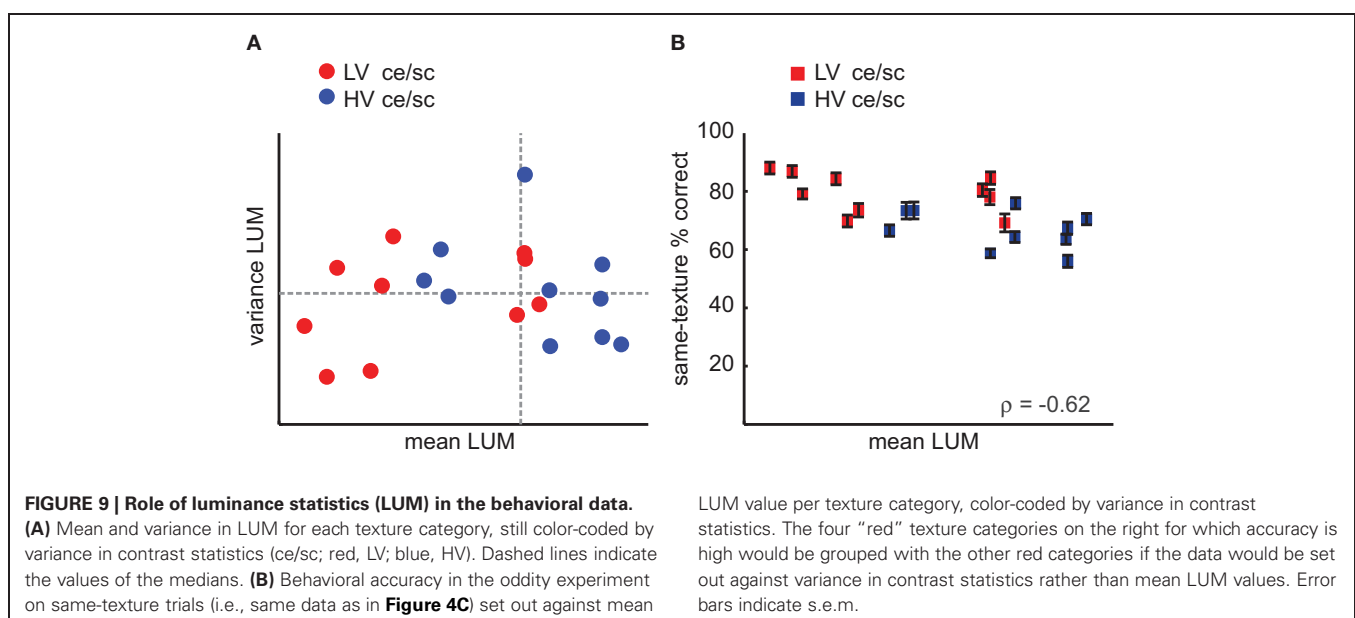 A
LV ce/sc
HV ce/sc
variance LUM
mean LUM
B
LV ce/sc
HV ce/sc
100
80
60
40
20
same-texture % correct
ρ = -0.62
mean LUM
FIGURE 9 | Role of luminance statistics (LUM) in the behavioral data.
(A) Mean and variance in LUM for each texture category, still color-coded by
variance in contrast statistics (ce/sc; red, LV; blue, HV). Dashed lines indicate
the values of the medians. (B) Behavioral accuracy in the oddity experiment
on same-texture trials (i.e., same data as in Figure 4C) set out against mean
LUM value per texture category, color-coded by variance in contrast
statistics. The four “red” texture categories on the right for which accuracy is
high would be grouped with the other red categories if the data would be set
out against variance in contrast statistics rather than mean LUM values. Error
bars indicate s.e.m.